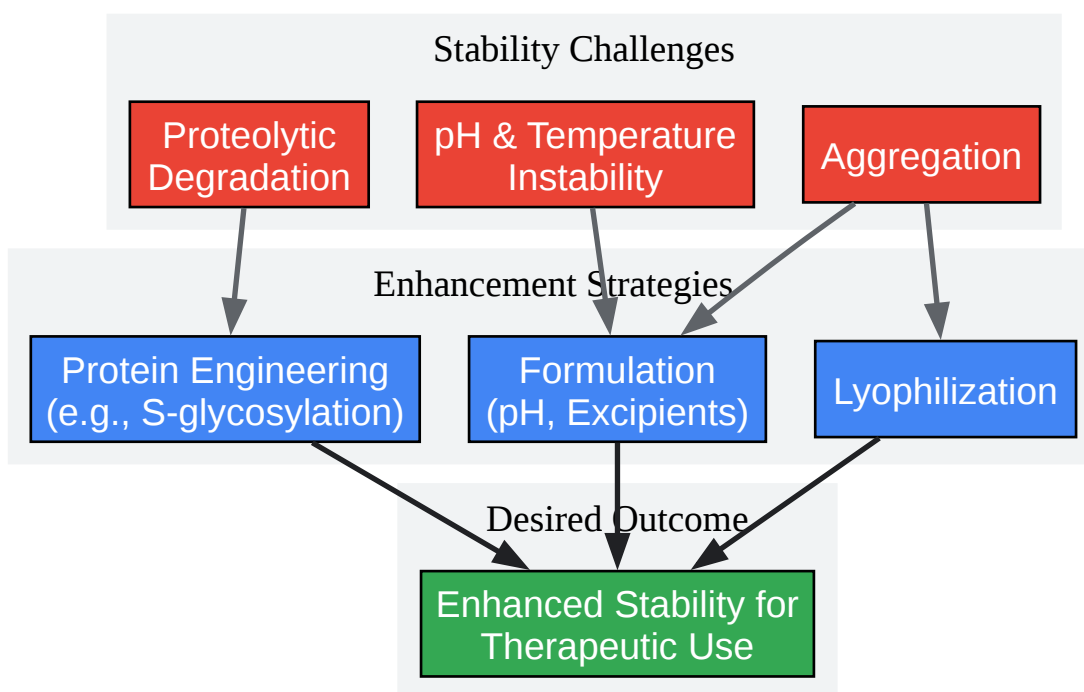 Stability Challenges
Proteolytic
Degradation
pH & Temperature
Instability
Aggregation
Enhancement Strategies
Protein Engineering
(e.g., S-glycosylation)
Formulation
(pH, Excipients)
Lyophilization
Desired Outcome
Enhanced Stability for
Therapeutic Use